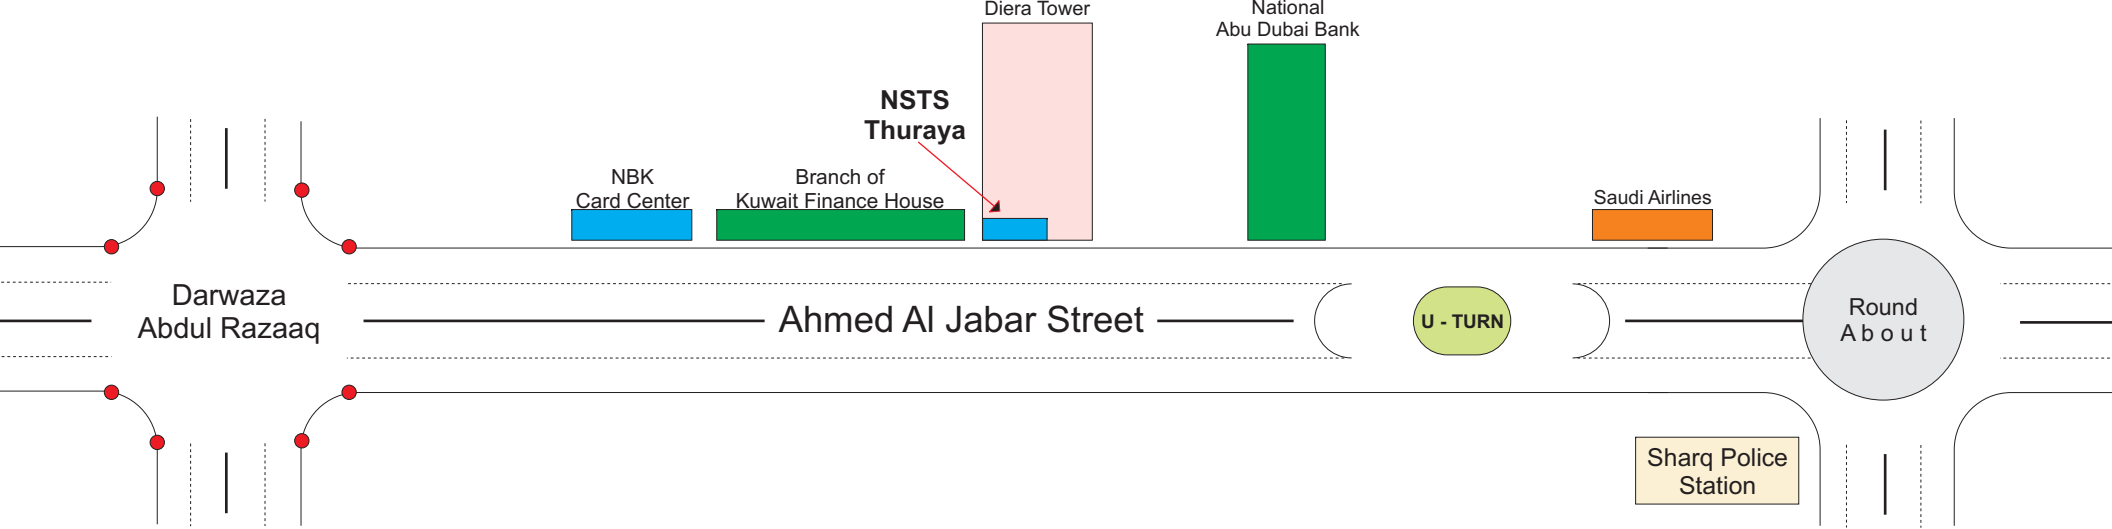 Diera Tower
National
Abu Dubai Bank
NSTS
Thuraya
NBK
Card Center
Branch of
Kuwait Finance House
Saudi Airlines
Darwaza
Abdul Razaaq
Ahmed Al Jabar Street
U - TURN
Round
About
Sharq Police
Station